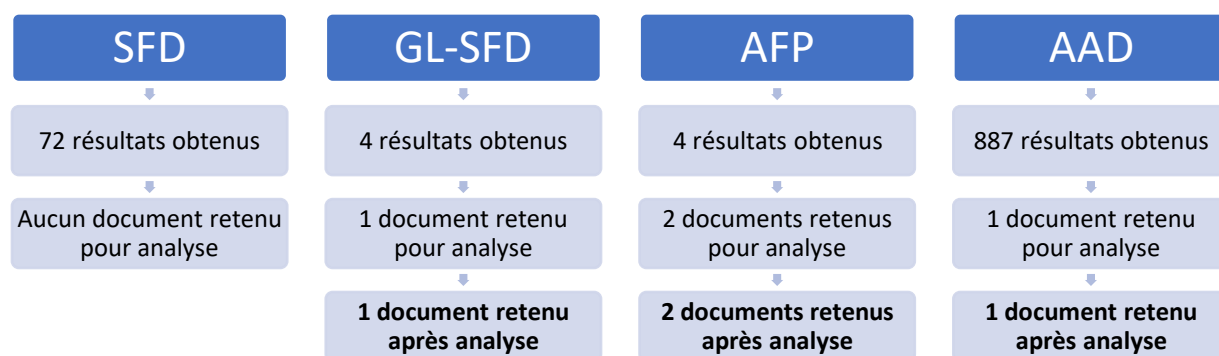 SFD
72 résultats obtenus
Aucun document retenu
pour analyse
GL-SFD
4 résultats obtenus
1 document retenu
pour analyse
1 document retenu
après analyse
AFP
4 résultats obtenus
2 documents retenus
pour analyse
2 documents retenus
après analyse
AAD
887 résultats obtenus
1 document retenu
pour analyse
1 document retenu
après analyse